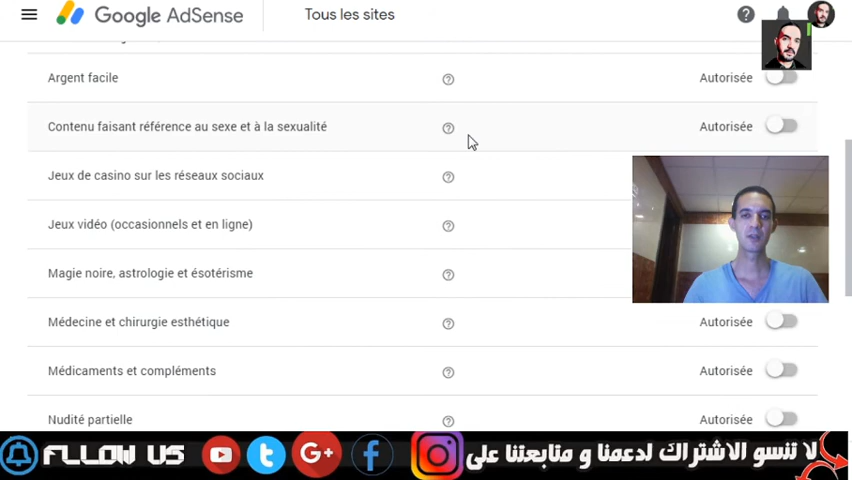 Google AdSense
Tous les sites
Argent facile
Autorisée
Contenu faisant référence au sexe et à la sexualité
Autorisée
Jeux de casino sur les réseaux sociaux
Jeux vidéo (occasionnels et en ligne)
Magie noire, astrologie et ésotérisme
Médecine et chirurgie esthétique
Autorisée
Médicaments et compléments
Autorisée
Nudité partielle
Autorisée
FLLOW US
G+
لا تنسو الاشتراك لدعمنا و متابعتنا على